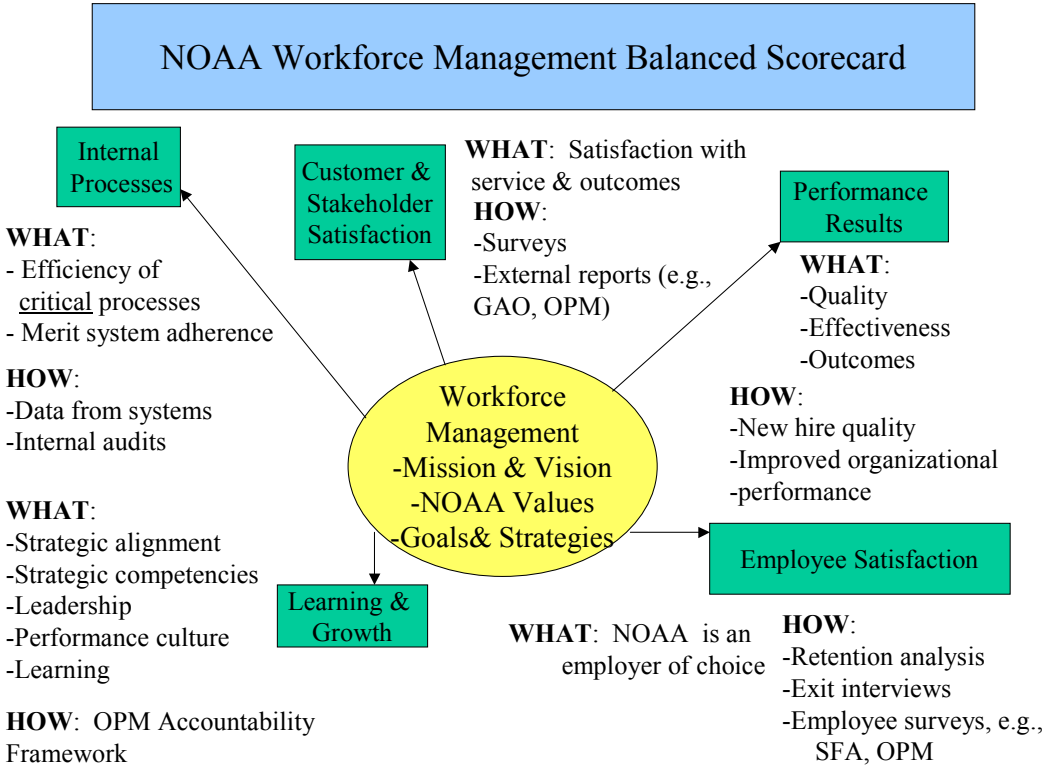 NOAA Workforce Management Balanced Scorecard
Internal
Processes
WHAT:
- Efficiency of
critical processes
- Merit system adherence
HOW:
-Data from systems
-Internal audits
Customer &
Stakeholder
Satisfaction
WHAT: Satisfaction with
service & outcomes
HOW:
-Surveys
-External reports (e.g.,
GAO, OPM)
Performance
Results
WHAT:
-Quality
-Effectiveness
-Outcomes
HOW:
-New hire quality
-Improved organizational
-performance
Workforce
Management
-Mission & Vision
-NOAA Values
-Goals& Strategies
WHAT:
-Strategic alignment
-Strategic competencies
-Leadership
-Performance culture
-Learning
HOW: OPM Accountability
Framework
Learning &
Growth
Employee Satisfaction
WHAT: NOAA is an
employer of choice
HOW:
-Retention analysis
-Exit interviews
-Employee surveys, e.g.,
SFA, OPM